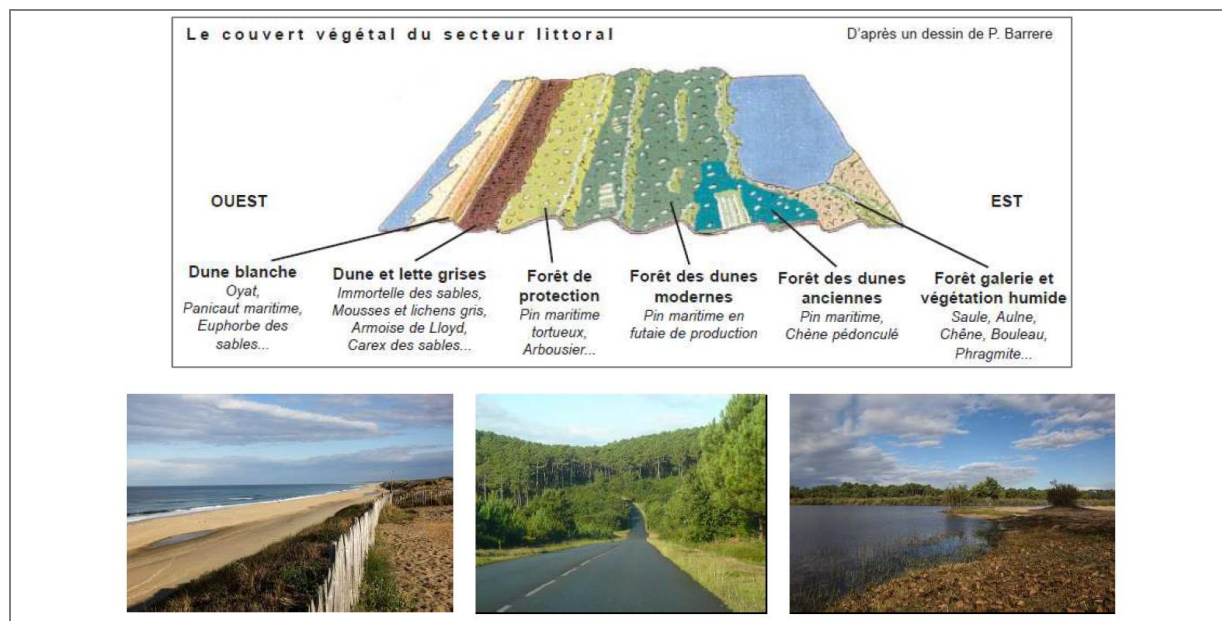 Le couvert végétal du secteur littoral
D'après un dessin de P. Barrere
OUEST
EST
Dune blanche
Oyat,
Panicaut maritime,
Euphorbe des
sables...
Dune et lette grises
Immortelle des sables,
Mousses et lichens gris,
Armoise de Lloyd,
Carex des sables...
Forêt de
protection
Pin maritime
tortueux,
Arbousier...
Forêt des dunes
modernes
Pin maritime en
futaie de production
Forêt des dunes
anciennes
Pin maritime,
Chène pédonculé
Forêt galerie et
végétation humide
Saule, Aulne,
Chêne, Bouleau,
Phragmite...